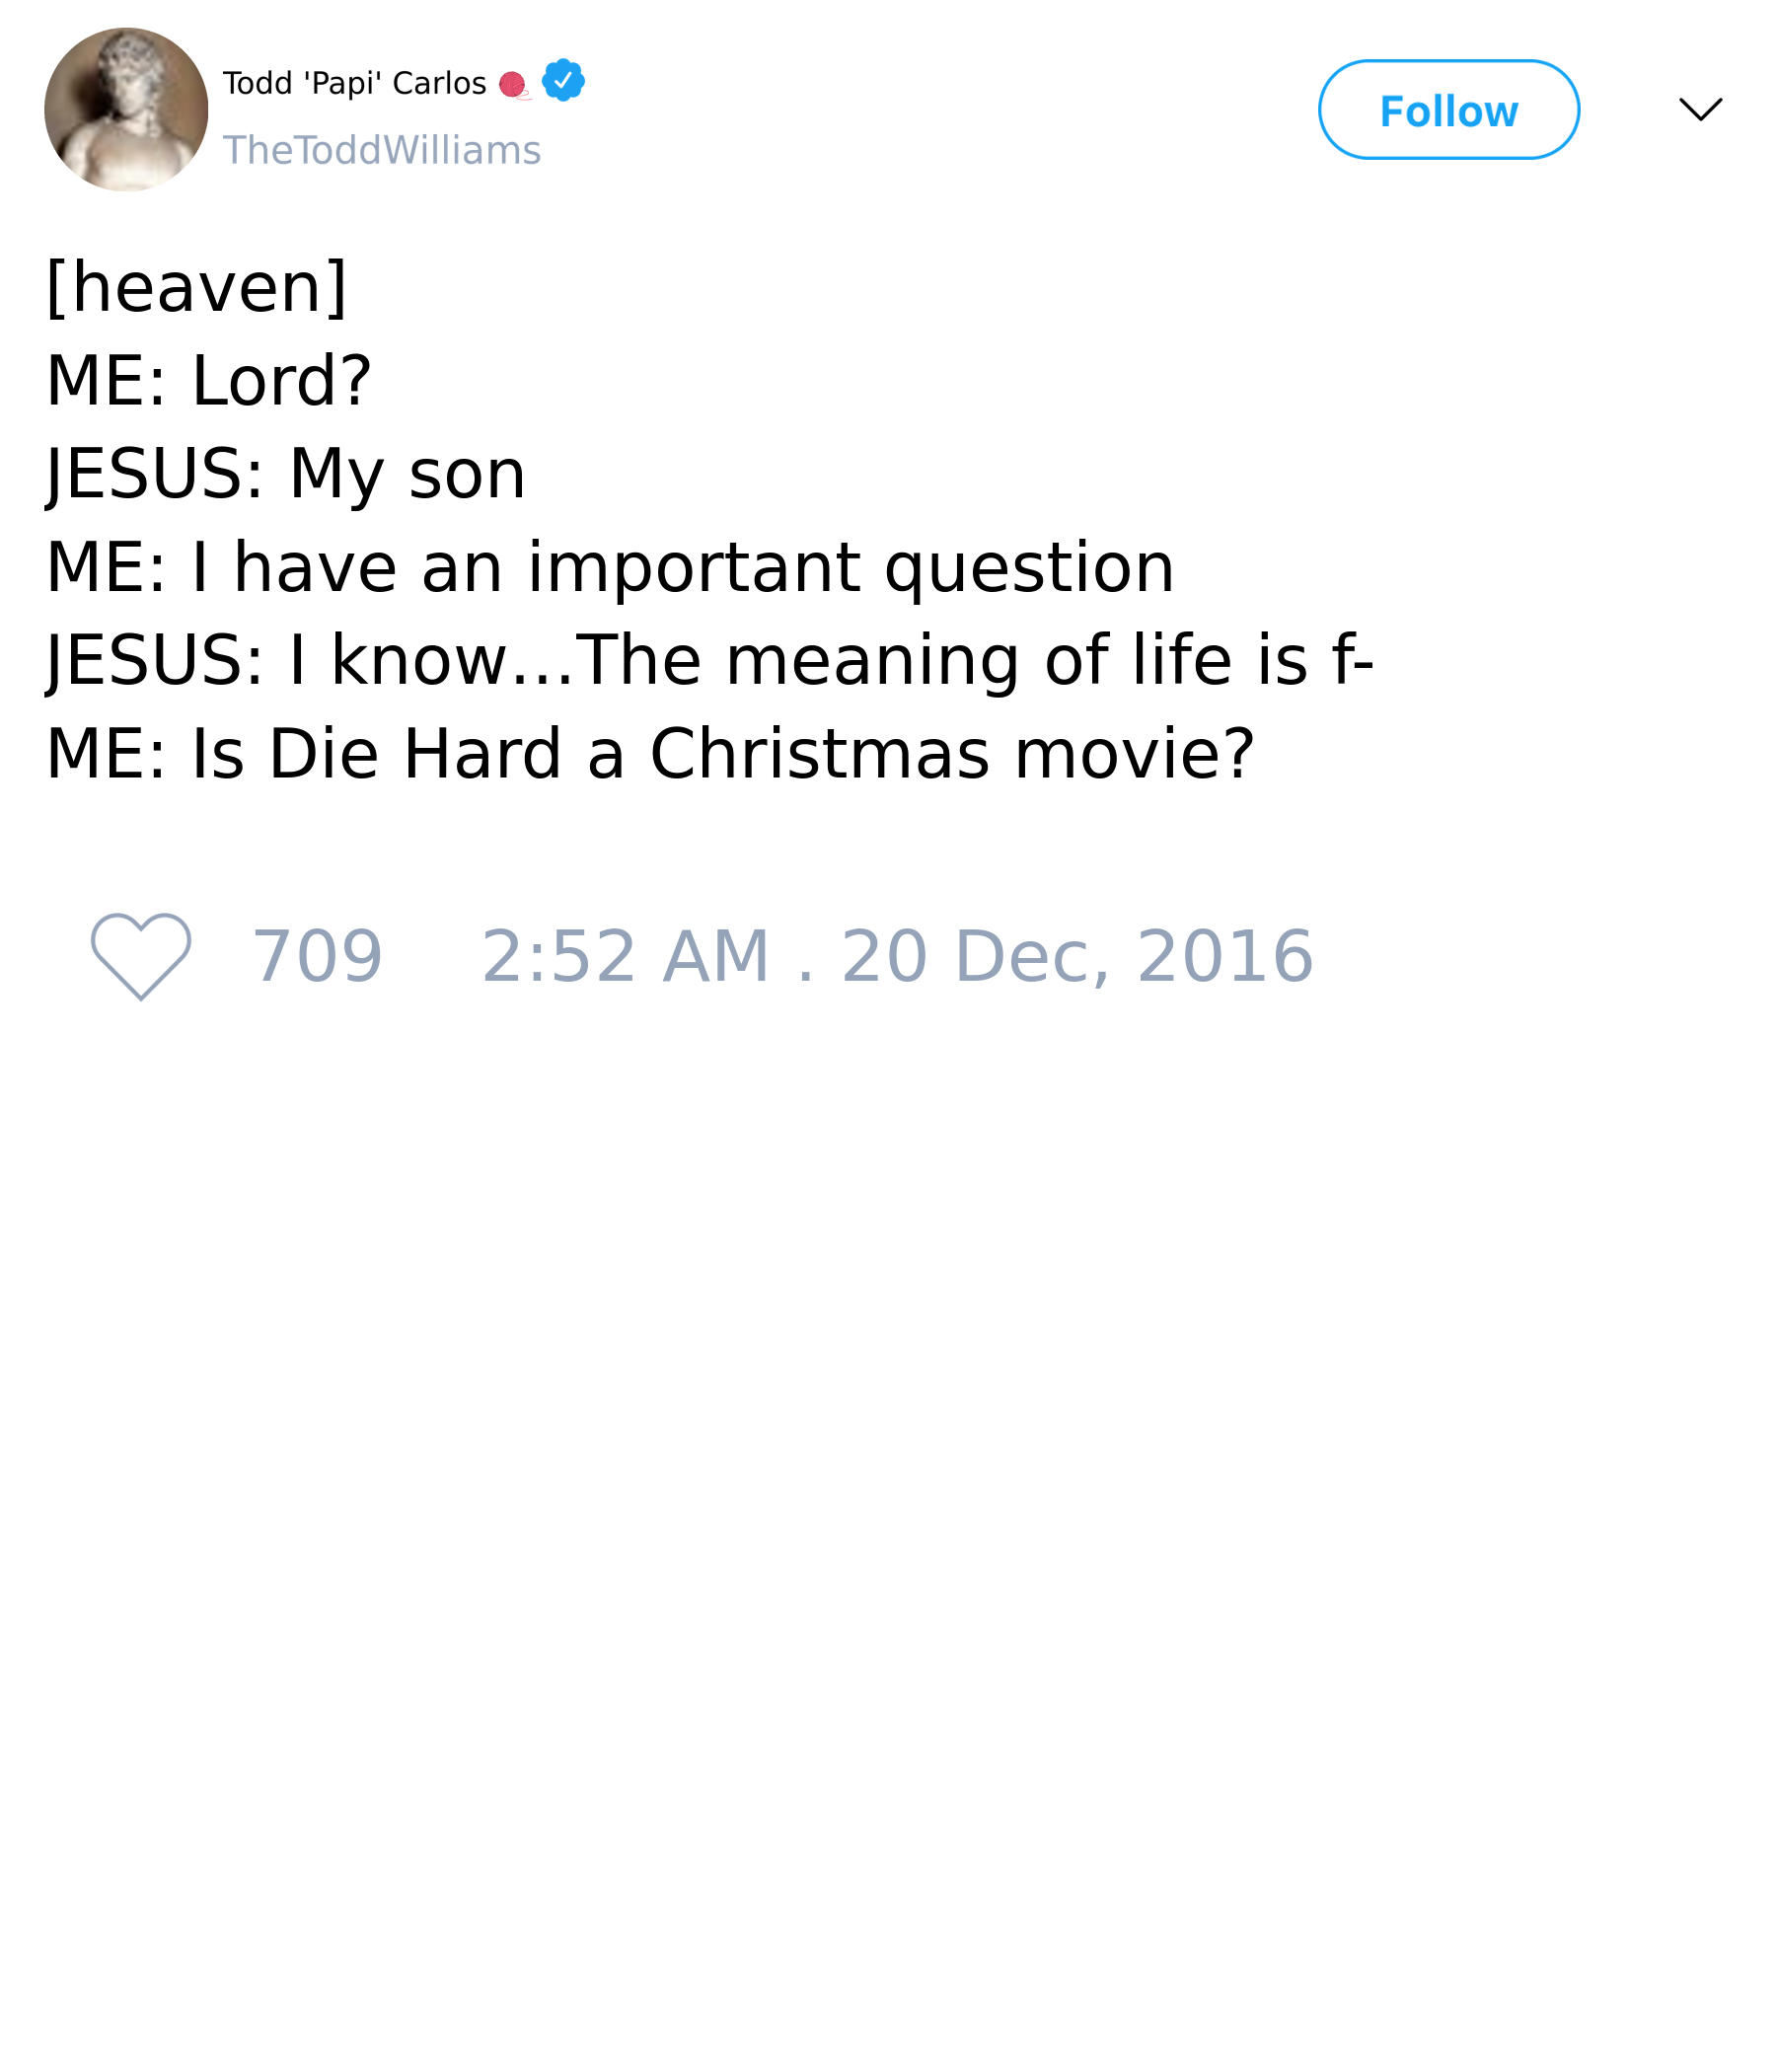 Todd 'Papi' Carlos 🧶
TheToddWilliams
Follow
[heaven]
ME: Lord?
JESUS: My son
ME: I have an important question
JESUS: I know...The meaning of life is f-
ME: Is Die Hard a Christmas movie?
709 2:52 AM . 20 Dec, 2016